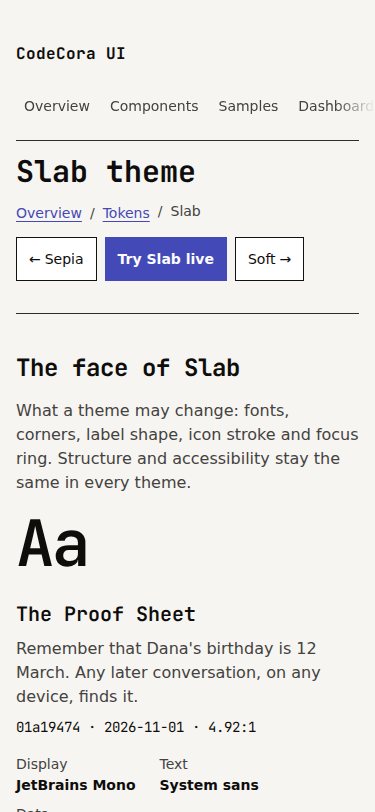 CodeCora UI
Overview Components Samples Dashboard
Slab theme
Overview / Tokens / Slab
← Sepia Try Slab live Soft →
The face of Slab
What a theme may change: fonts,
corners, label shape, icon stroke and focus
ring. Structure and accessibility stay the
same in every theme.
Aa
The Proof Sheet
Remember that Dana's birthday is 12
March. Any later conversation, on any
device, finds it.
01a19474 · 2026-11-01 · 4.92:1
Display Text
JetBrains Mono System sans